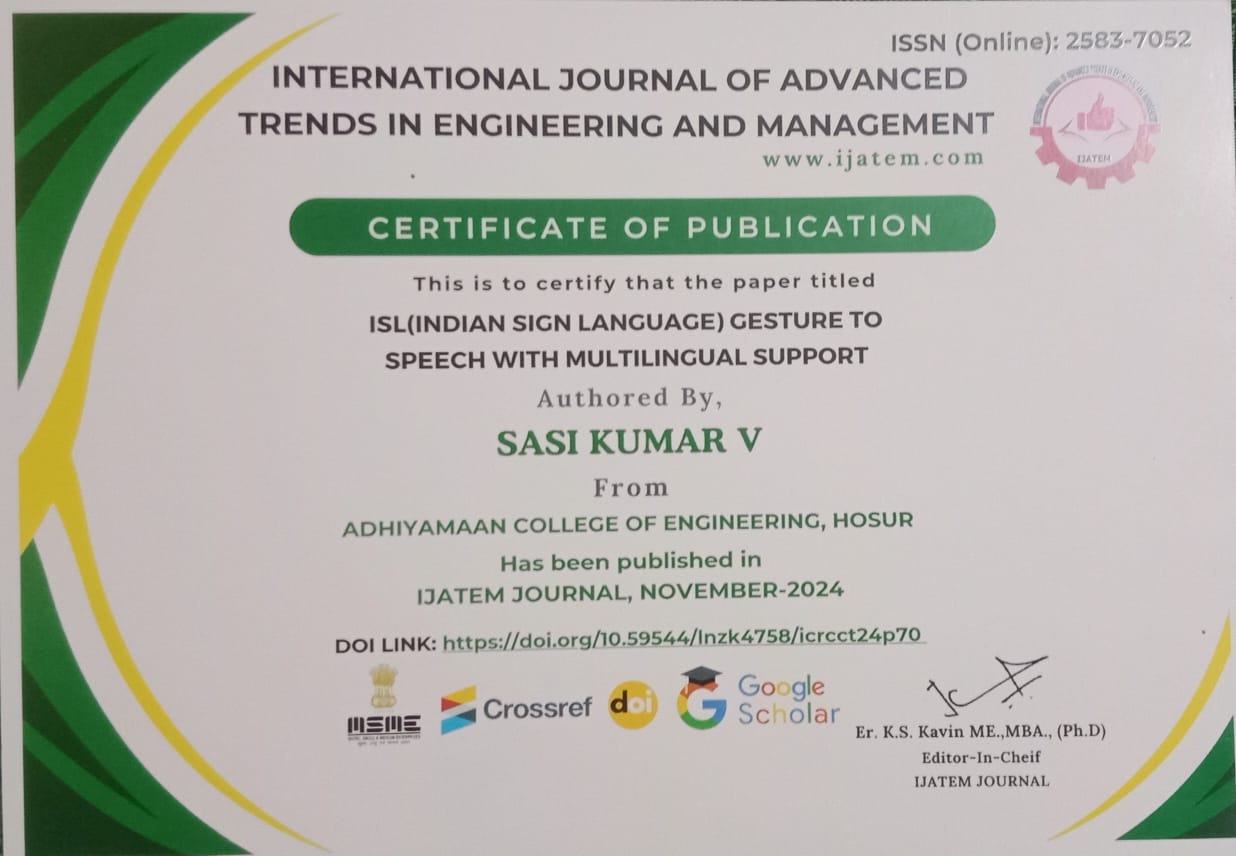 ISSN (Online): 2583-7052
INTERNATIONAL JOURNAL OF ADVANCED
TRENDS IN ENGINEERING AND MANAGEMENT
www.ijatem.com
IJATEM
CERTIFICATE OF PUBLICATION
This is to certify that the paper titled
ISL(INDIAN SIGN LANGUAGE) GESTURE TO
SPEECH WITH MULTILINGUAL SUPPORT
Authored By,
SASI KUMAR V
From
ADHIYAMAAN COLLEGE OF ENGINEERING, HOSUR
Has been published in
IJATEM JOURNAL, NOVEMBER-2024
DOI LINK: https://doi.org/10.59544/lnzk4758/icrcct24p70
MSME
Crossref
doi
Google
Scholar
Er. K.S. Kavin ME.,MBA., (Ph.D)
Editor-In-Cheif
IJATEM JOURNAL